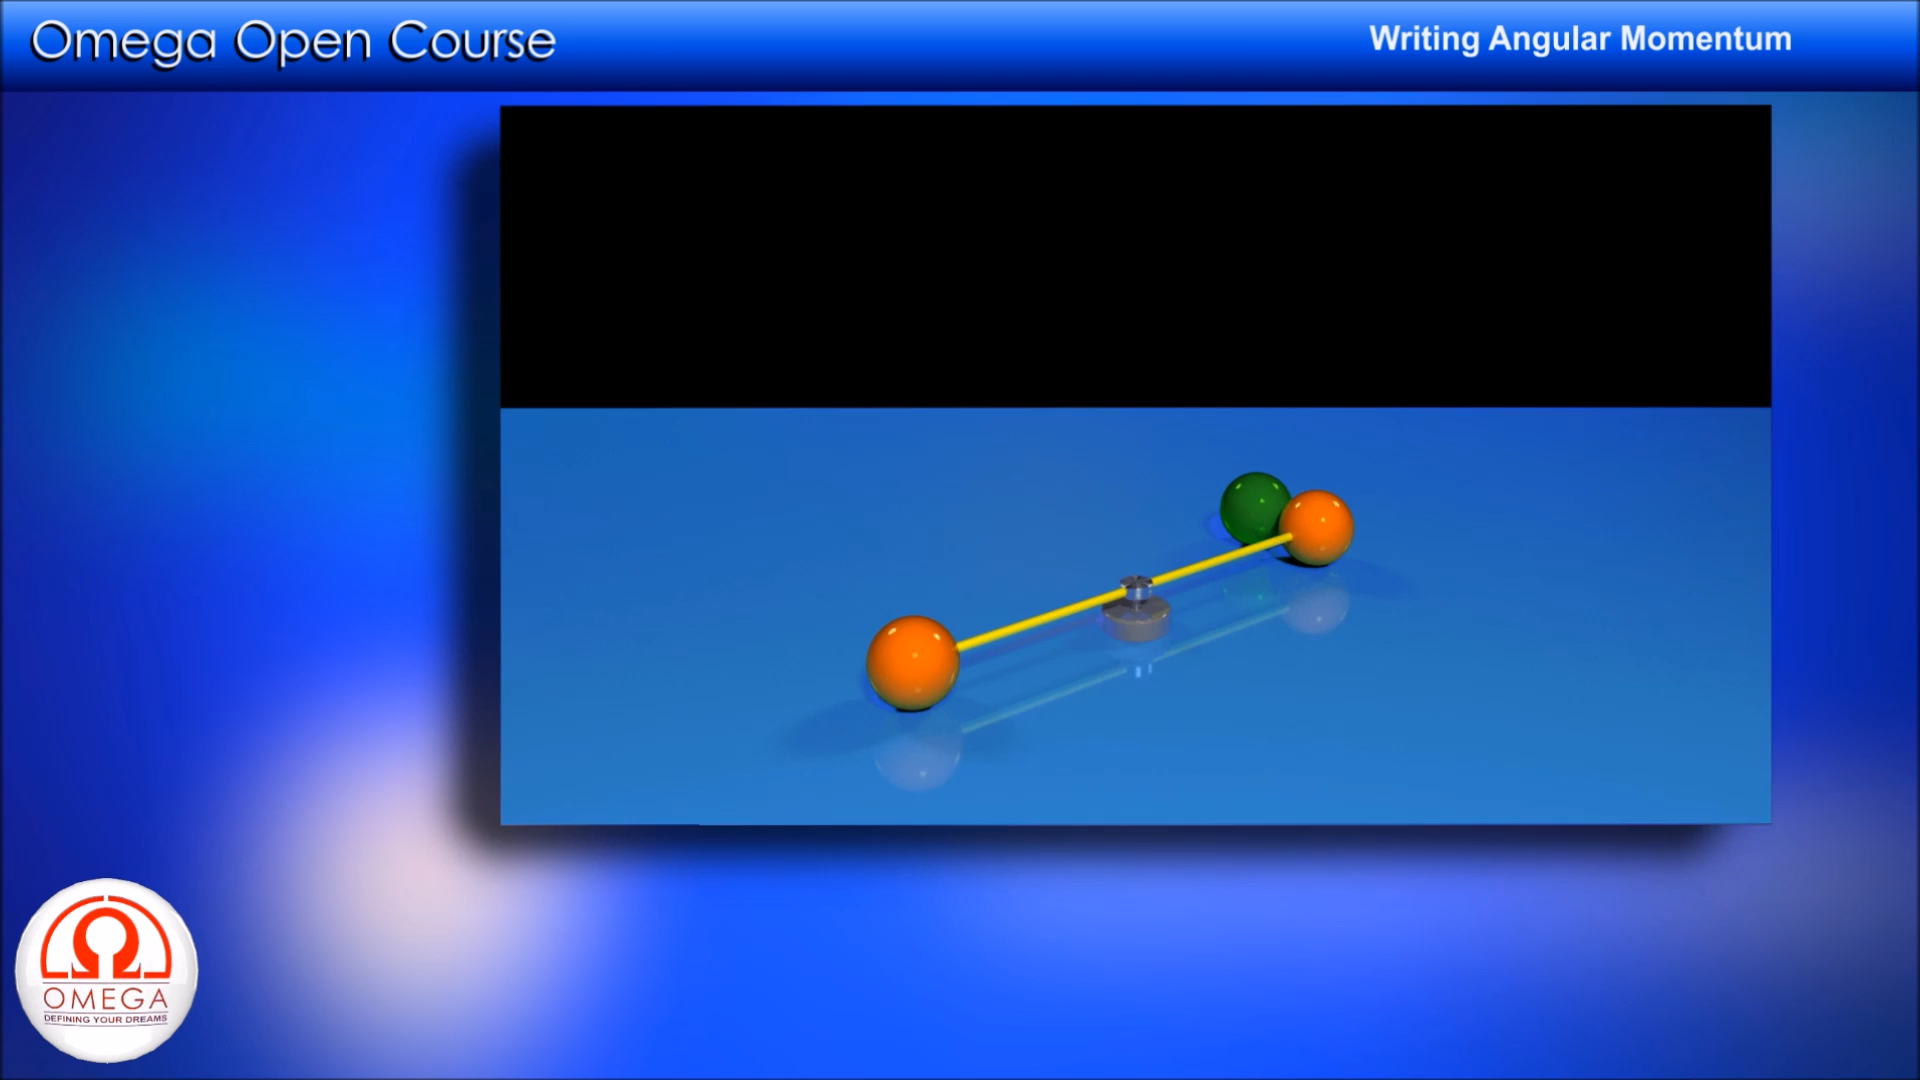 Omega Open Course
Writing Angular Momentum
OMEGA
DEFINING YOUR DREAMS